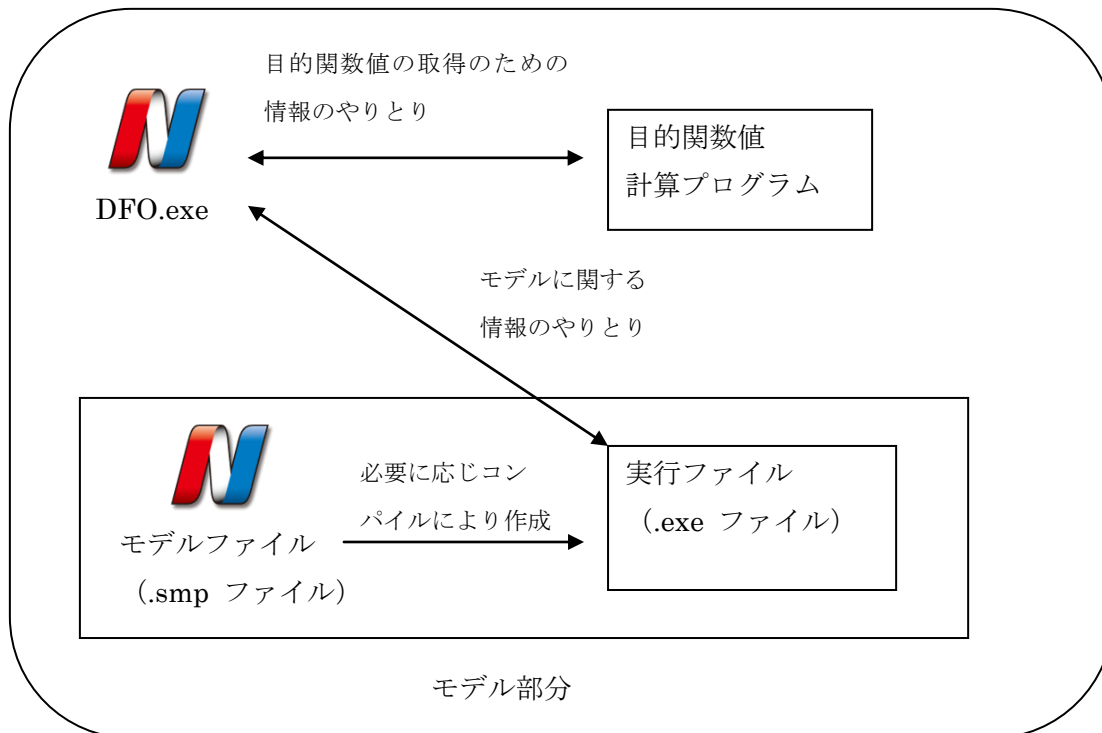 目的関数値の取得のための
情報のやりとり
目的関数値
計算プログラム
DFO.exe
モデルに関する
情報のやりとり
必要に応じコン
パイルにより作成
実行ファイル
（.exe ファイル）
モデルファイル
（.smp ファイル）
モデル部分